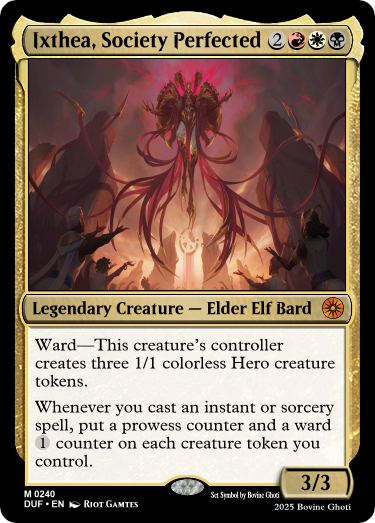 Ixthea, Society Perfected 2
Legendary Creature — Elder Elf Bard
Ward—This creature's controller
creates three 1/1 colorless Hero creature
tokens.
Whenever you cast an instant or sorcery
spell, put a prowess counter and a ward
1 counter on each creature token you
control.
3/3
M 0240
DUF • EN Riot Gamtes
Set Symbol by Bovine Ghoti
2025 Bovine Ghoti